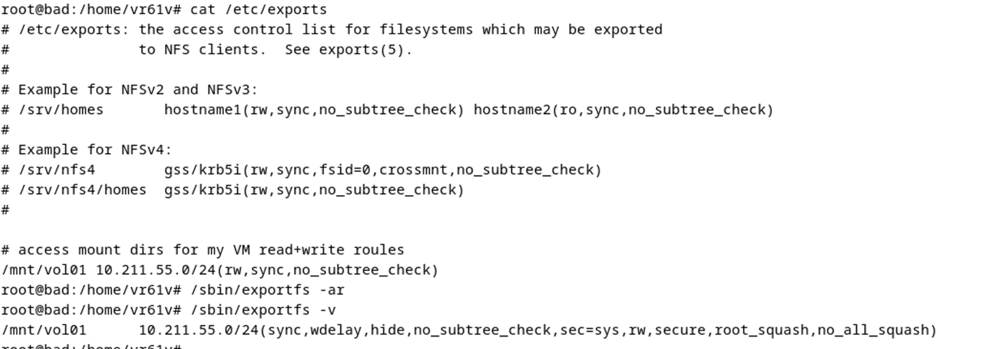 root@bad:/home/vr61v# cat /etc/exports
# /etc/exports: the access control list for filesystems which may be exported
#               to NFS clients.  See exports(5).
#
# Example for NFSv2 and NFSv3:
# /srv/homes       hostname1(rw,sync,no_subtree_check) hostname2(ro,sync,no_subtree_check)
#
# Example for NFSv4:
# /srv/nfs4        gss/krb5i(rw,sync,fsid=0,crossmnt,no_subtree_check)
# /srv/nfs4/homes  gss/krb5i(rw,sync,no_subtree_check)
#

# access mount dirs for my VM read+write roules
/mnt/vol01 10.211.55.0/24(rw,sync,no_subtree_check)
root@bad:/home/vr61v# /sbin/exportfs -ar
root@bad:/home/vr61v# /sbin/exportfs -v
/mnt/vol01      10.211.55.0/24(sync,wdelay,hide,no_subtree_check,sec=sys,rw,secure,root_squash,no_all_squash)
root@bad:/home/vr61v#